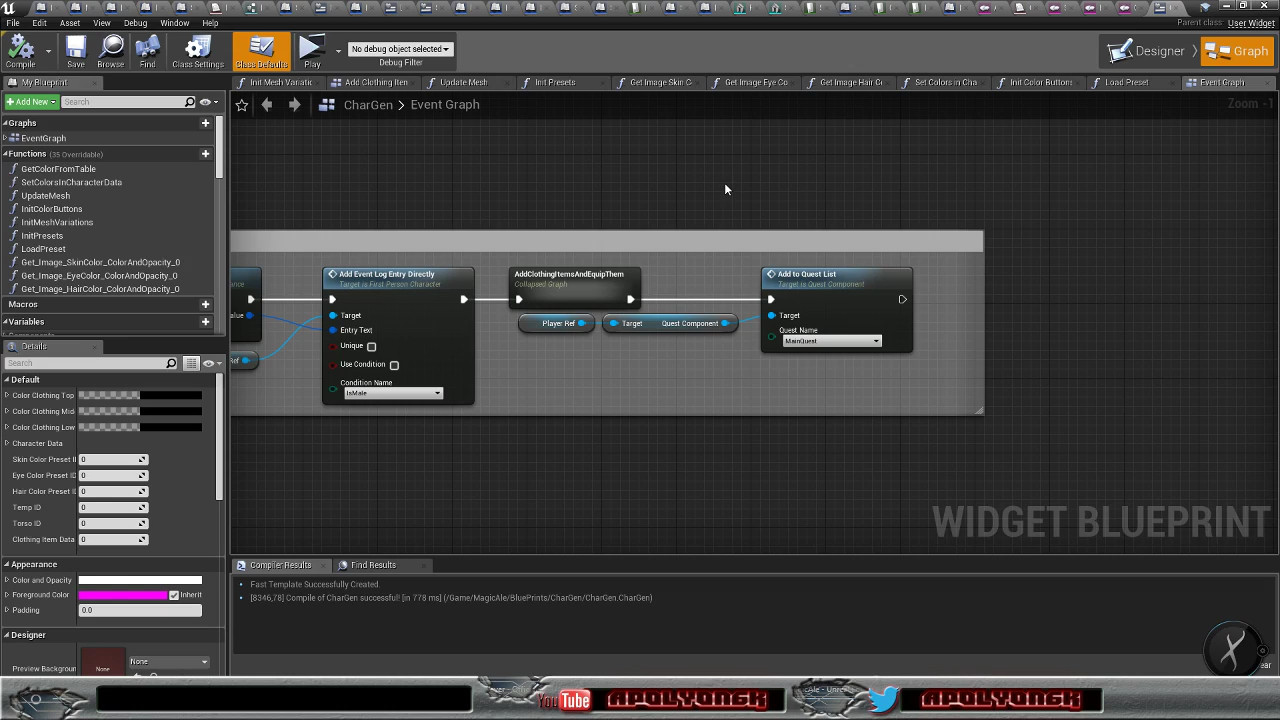 File Edit Asset View Debug Window Help
Parent class: User Widget
Compile Save Browse Find Class Settings Class Defaults Play
No debug object selected
Debug Filter
Designer Graph
My Blueprint
Init Mesh Variatic Add Clothing Iten Update Mesh Init Presets Get Image Skin C Get Image Eye Co Get Image Hair C Set Colors in Cha Init Color Buttons Load Preset Event Graph
+ Add New Search
CharGen > Event Graph
Zoom -1
Graphs
EventGraph
Functions (35 Overridable)
GetColorFromTable
SetColorsInCharacterData
UpdateMesh
InitColorButtons
InitMeshVariations
InitPresets
LoadPreset
Get_Image_SkinColor_ColorAndOpacity_0
Get_Image_EyeColor_ColorAndOpacity_0
Get_Image_HairColor_ColorAndOpacity_0
Macros
Variables
ance
alue
Ref
Add Event Log Entry Directly
Target is First Person Character
Target
Entry Text
Unique
Use Condition
Condition Name
IsMale
AddClothingItemsAndEquipThem
Collapsed Graph
Player Ref
Target Quest Component
Add to Quest List
Target is Quest Component
Target
Quest Name
MainQuest
Details
Search
Default
Color Clothing Top
Color Clothing Mid
Color Clothing Low
Character Data
Skin Color Preset I 0
Eye Color Preset ID 0
Hair Color Preset ID 0
Temp ID 0
Torso ID 0
Clothing Item Data 0
Appearance
Color and Opacity
Foreground Color Inherit
Padding 0.0
Designer
Preview Backgroun None None
WIDGET BLUEPRINT
Compiler Results Find Results
Fast Template Successfully Created.
[8346,78] Compile of CharGen successful! [in 778 ms] (/Game/MagicAle/BluePrints/CharGen/CharGen.CharGen)
ear
YouTube APOLYONGK APOLYONGK